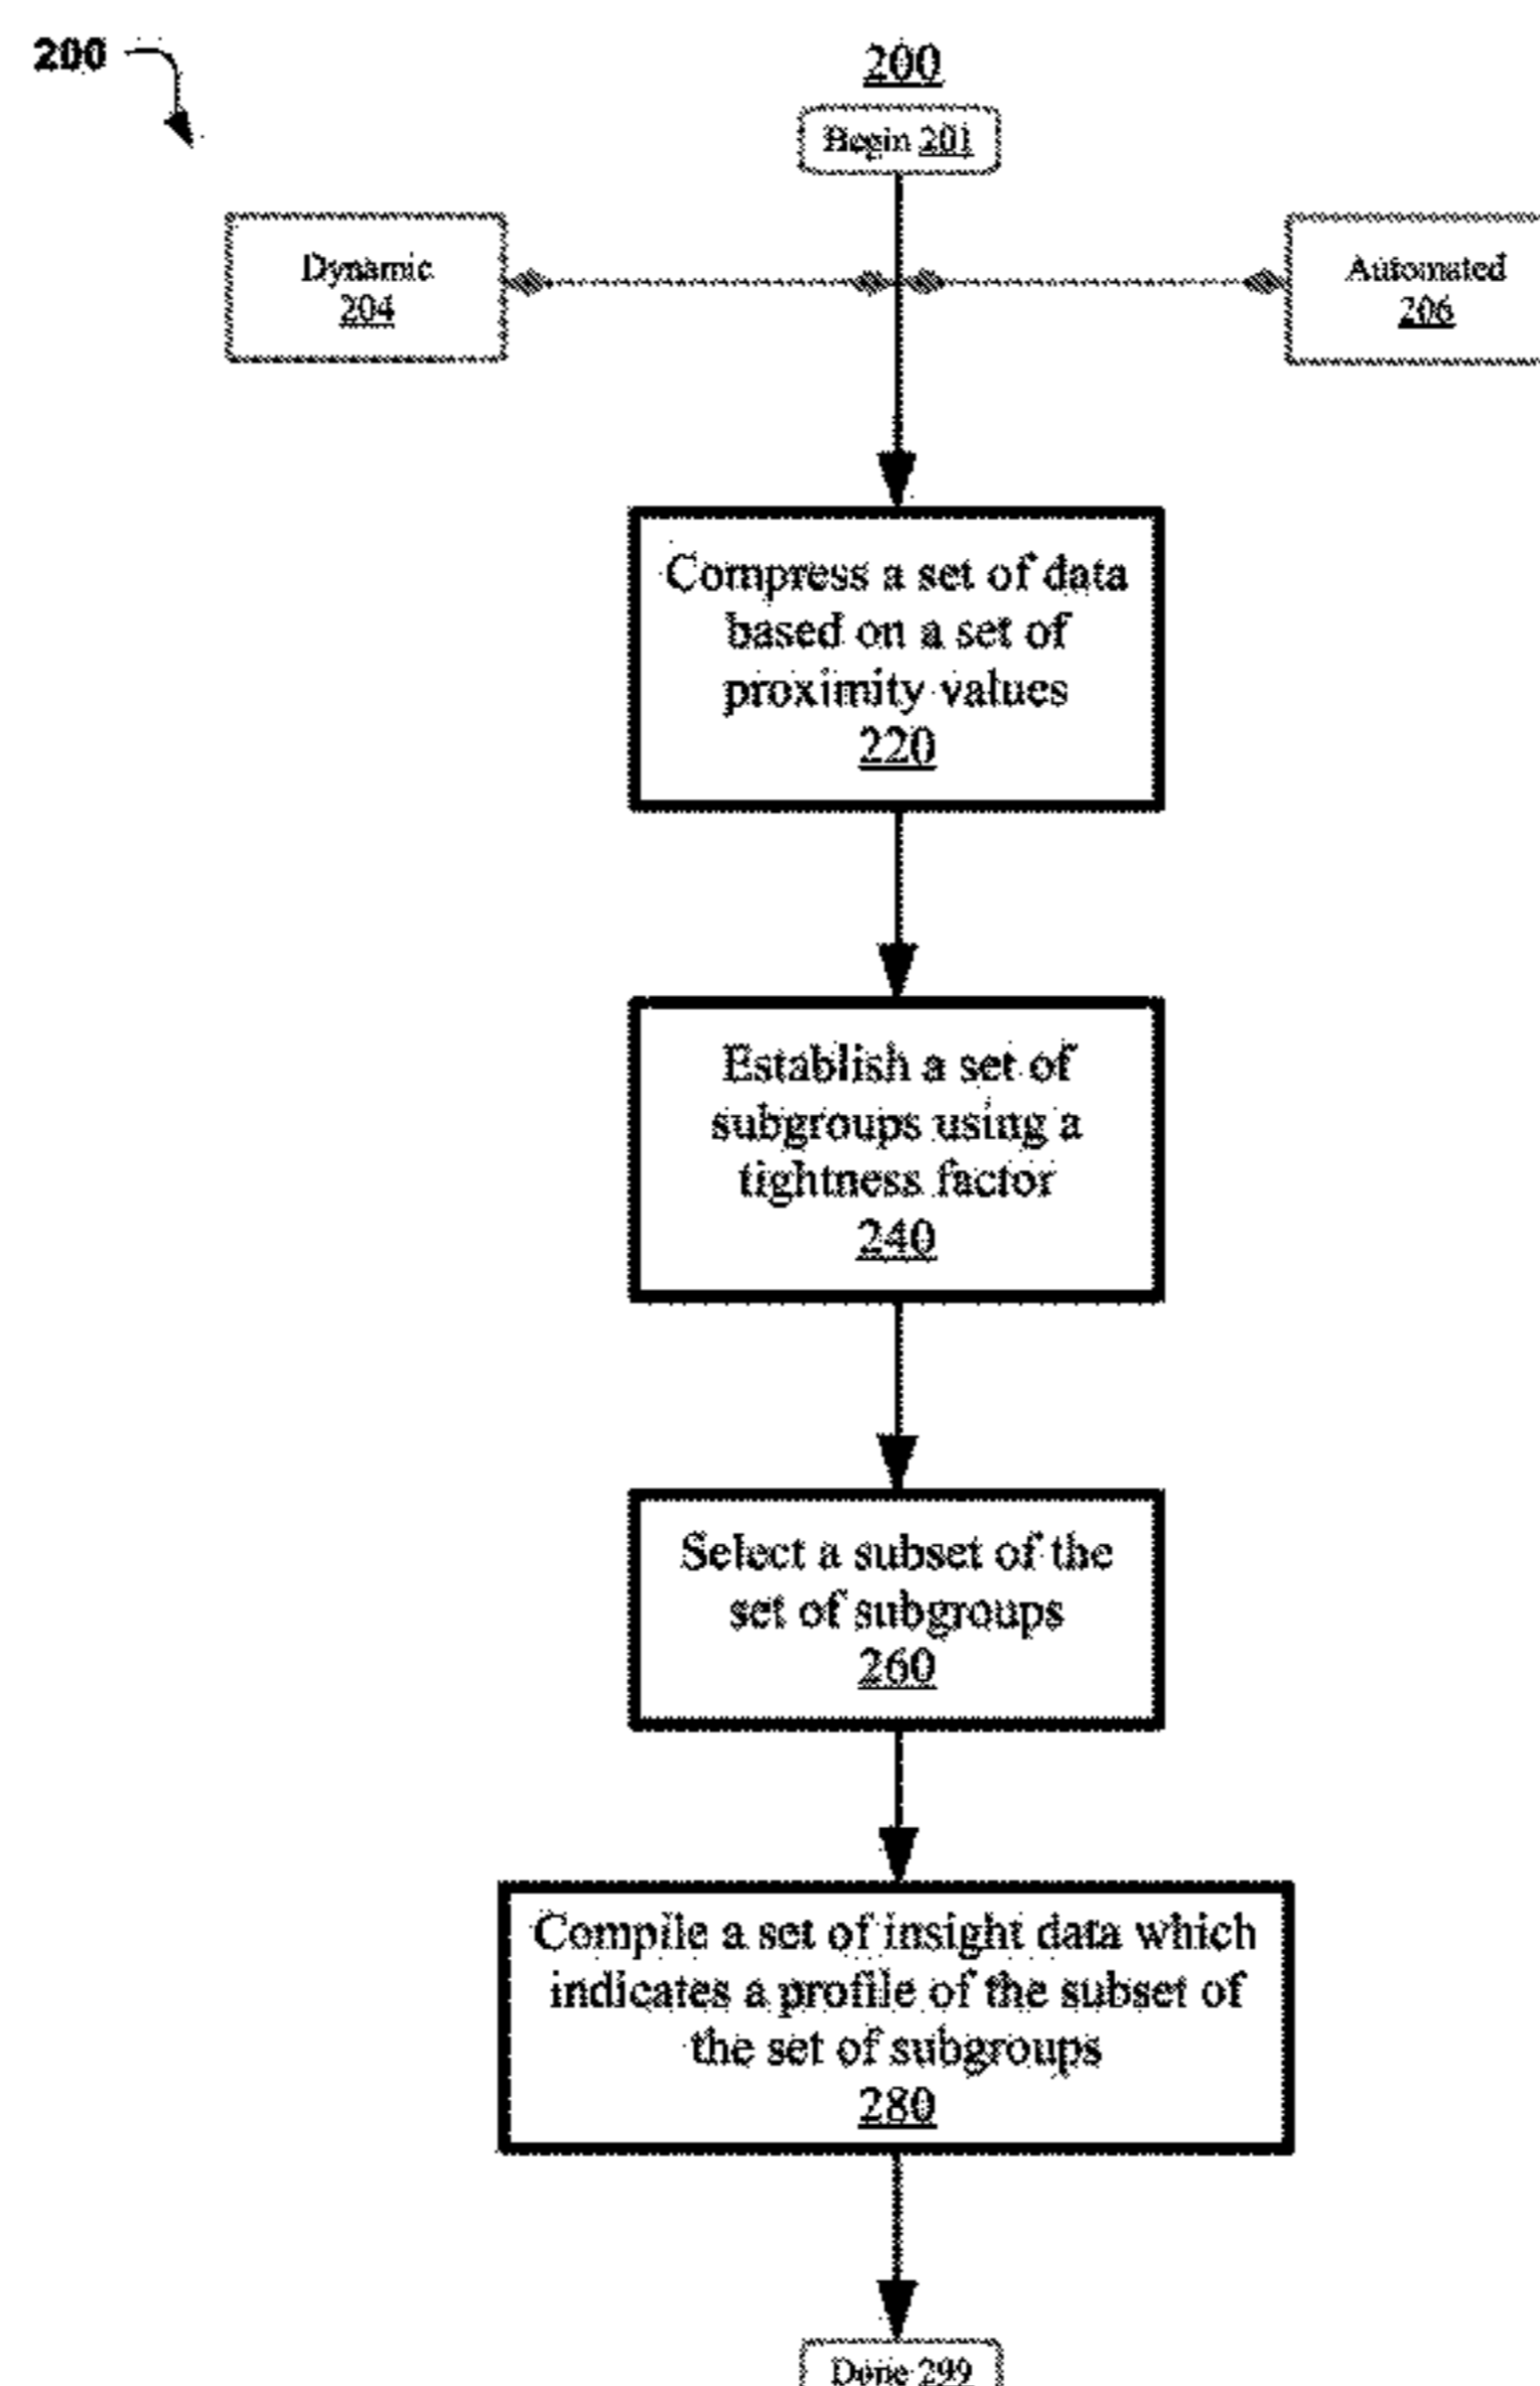 200
200
Begin 201
Dynamic
204
Automated
206
Compress a set of data
based on a set of
proximity values
220
Establish a set of
subgroups using a
tightness factor
240
Select a subset of the
set of subgroups
260
Compile a set of insight data which
indicates a profile of the subset of
the set of subgroups
280
Done 299